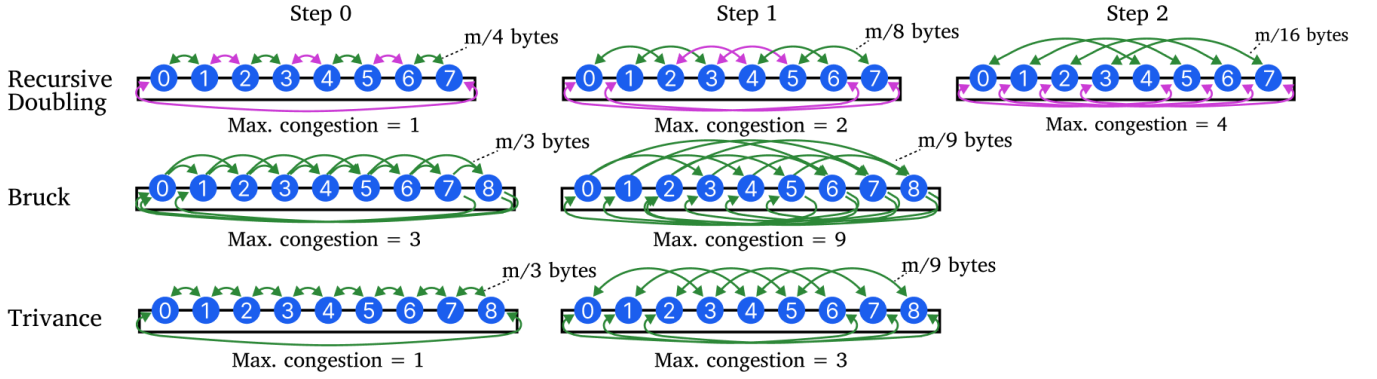 Step 0
Step 1
Step 2
m/4 bytes
m/8 bytes
m/16 bytes
Recursive
Doubling
0 1 2 3 4 5 6 7
0 1 2 3 4 5 6 7
0 1 2 3 4 5 6 7
Max. congestion = 1
Max. congestion = 2
Max. congestion = 4
m/3 bytes
m/9 bytes
Bruck
0 1 2 3 4 5 6 7 8
0 1 2 3 4 5 6 7 8
Max. congestion = 3
Max. congestion = 9
m/3 bytes
m/9 bytes
Trivance
0 1 2 3 4 5 6 7 8
0 1 2 3 4 5 6 7 8
Max. congestion = 1
Max. congestion = 3